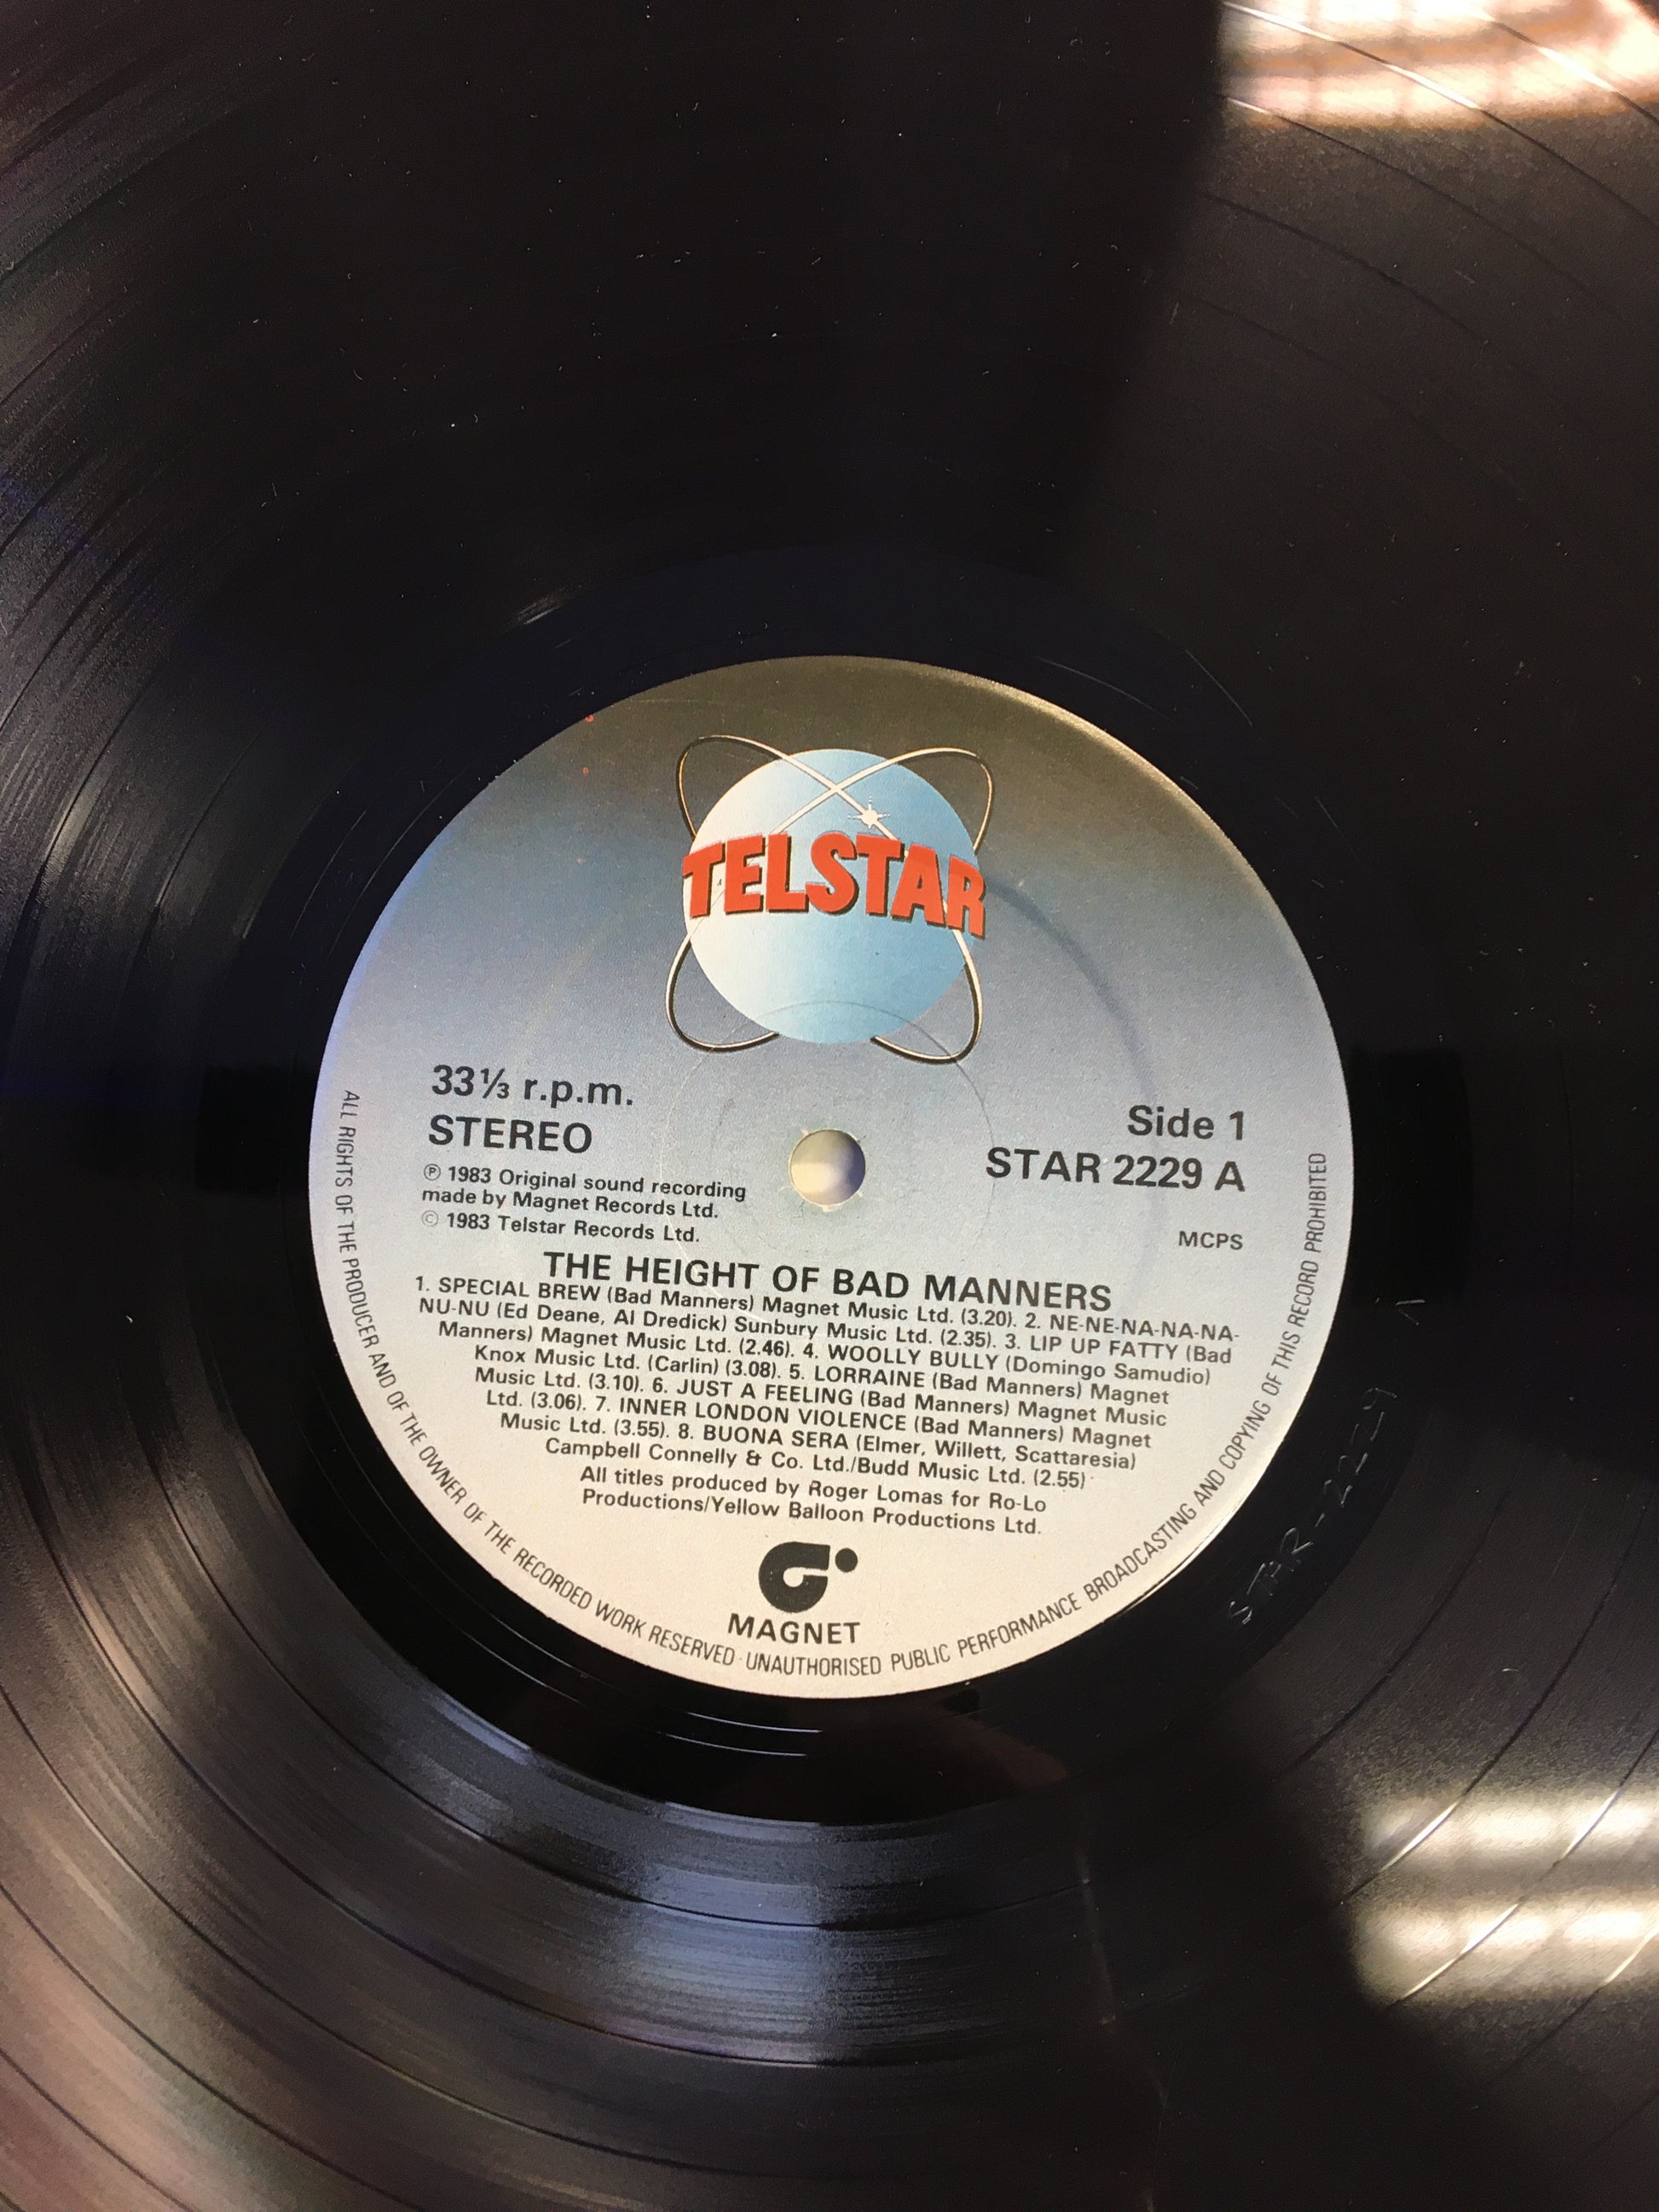 TELSTAR
33⅓ r.p.m.
STEREO
℗ 1983 Original sound recording
made by Magnet Records Ltd.
© 1983 Telstar Records Ltd.
Side 1
STAR 2229 A
MCPS
THE HEIGHT OF BAD MANNERS
1. SPECIAL BREW (Bad Manners) Magnet Music Ltd. (3.20). 2. NE-NE-NA-NA-NA-
NU-NU (Ed Deane, Al Dredick) Sunbury Music Ltd. (2.35). 3. LIP UP FATTY (Bad
Manners) Magnet Music Ltd. (2.46). 4. WOOLLY BULLY (Domingo Samudio)
Knox Music Ltd. (Carlin) (3.08). 5. LORRAINE (Bad Manners) Magnet
Music Ltd. (3.10). 6. JUST A FEELING (Bad Manners) Magnet Music
Ltd. (3.06). 7. INNER LONDON VIOLENCE (Bad Manners) Magnet
Music Ltd. (3.55). 8. BUONA SERA (Elmer, Willett, Scattaresia)
Campbell Connelly & Co. Ltd./Budd Music Ltd. (2.55)
All titles produced by Roger Lomas for Ro-Lo
Productions/Yellow Balloon Productions Ltd.
MAGNET
ALL RIGHTS OF THE PRODUCER AND OF THE OWNER OF THE RECORDED WORK RESERVED · UNAUTHORISED PUBLIC PERFORMANCE BROADCASTING AND COPYING OF THIS RECORD PROHIBITED
STAR-2229 A